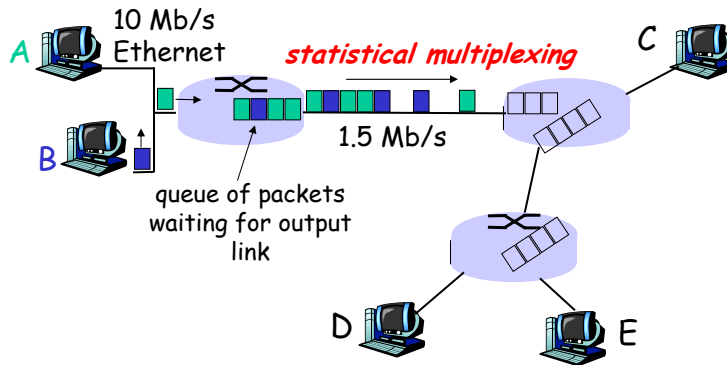 A
10 Mb/s
Ethernet
statistical multiplexing
C
B
1.5 Mb/s
queue of packets
waiting for output
link
D
E